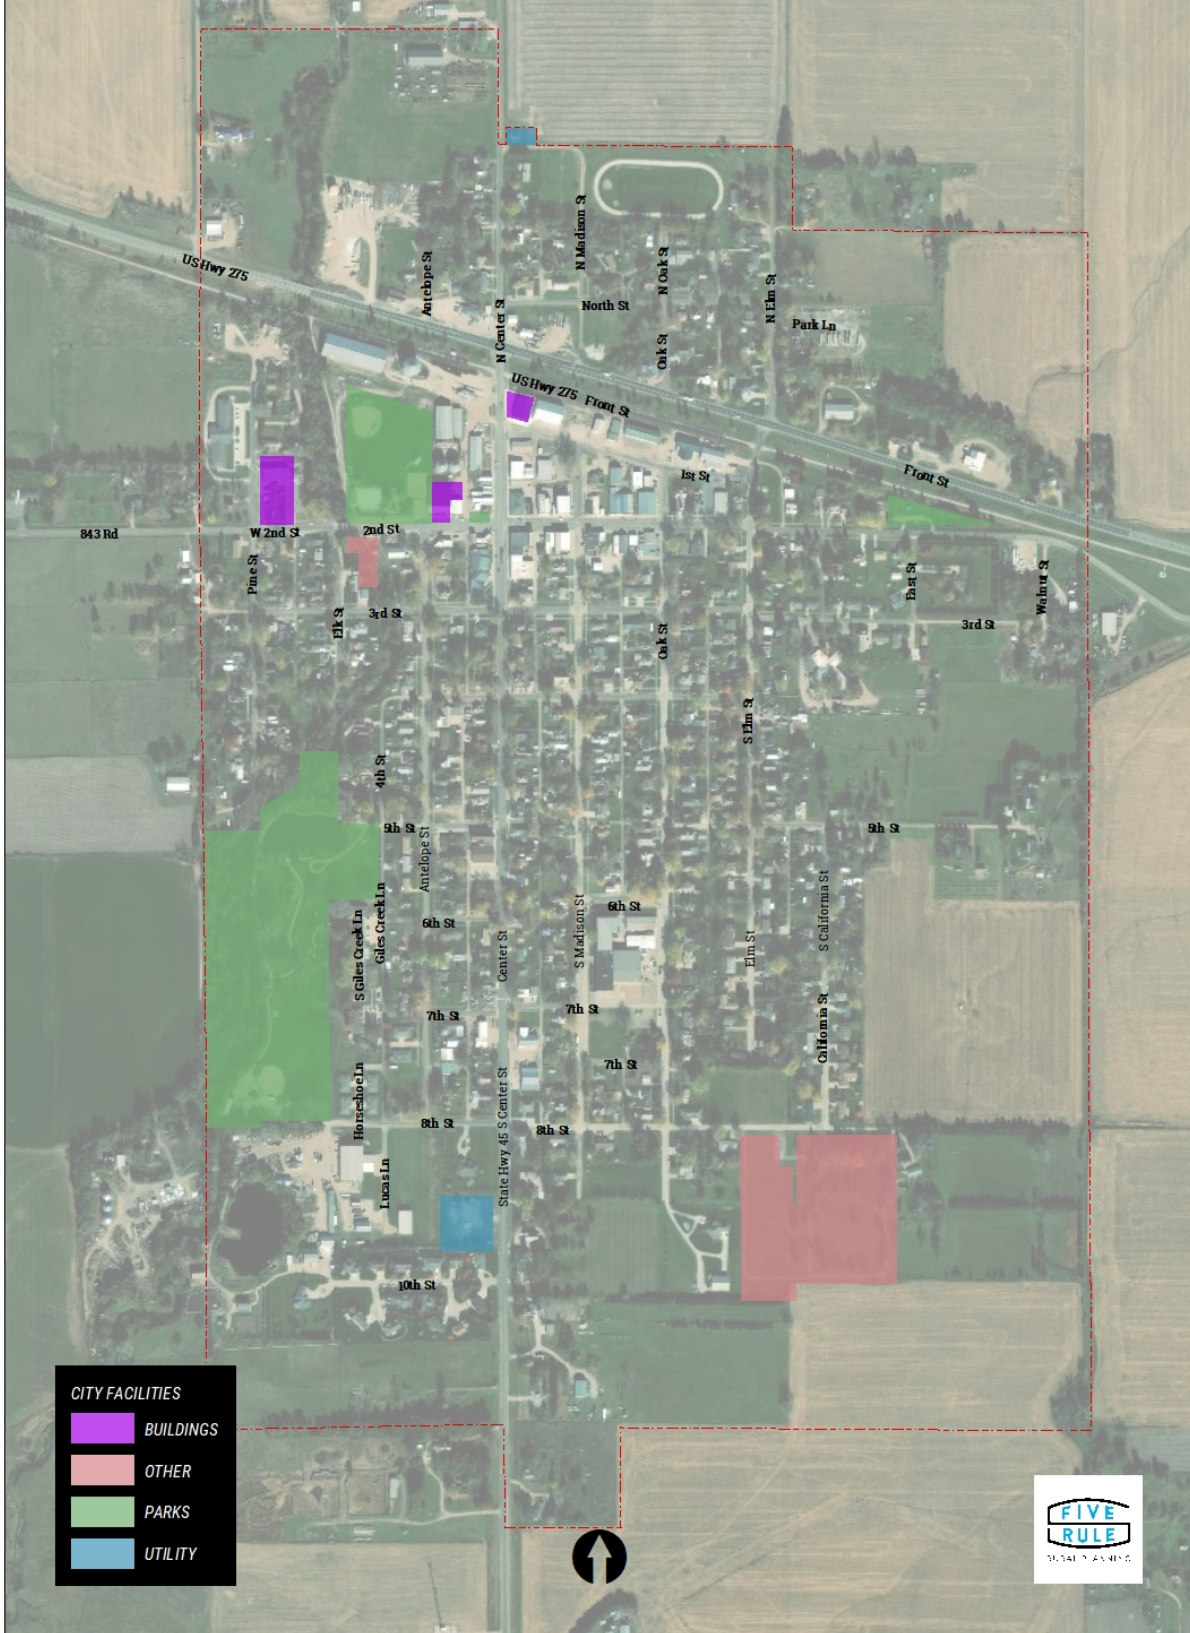 US Hwy 275
Antelope St
N Center St
N Madison St
North St
N Oak St
Oak St
N Elm St
Park Ln
US Hwy 275
Front St
1st St
Front St
843 Rd
W 2nd St
2nd St
Pine St
Elk St
3rd St
Oak St
East St
Walnut St
3rd St
S Elm St
4th St
5th St
Antelope St
5th St
S Giles Creek Ln
Giles Creek Ln
6th St
Center St
S Madison St
6th St
Elm St
S California St
7th St
7th St
7th St
California St
Horseshoe Ln
8th St
State Hwy 45
S Center St
8th St
Lucas Ln
10th St
CITY FACILITIES
BUILDINGS
OTHER
PARKS
UTILITY
FIVE
RULE
RURAL PLANNING